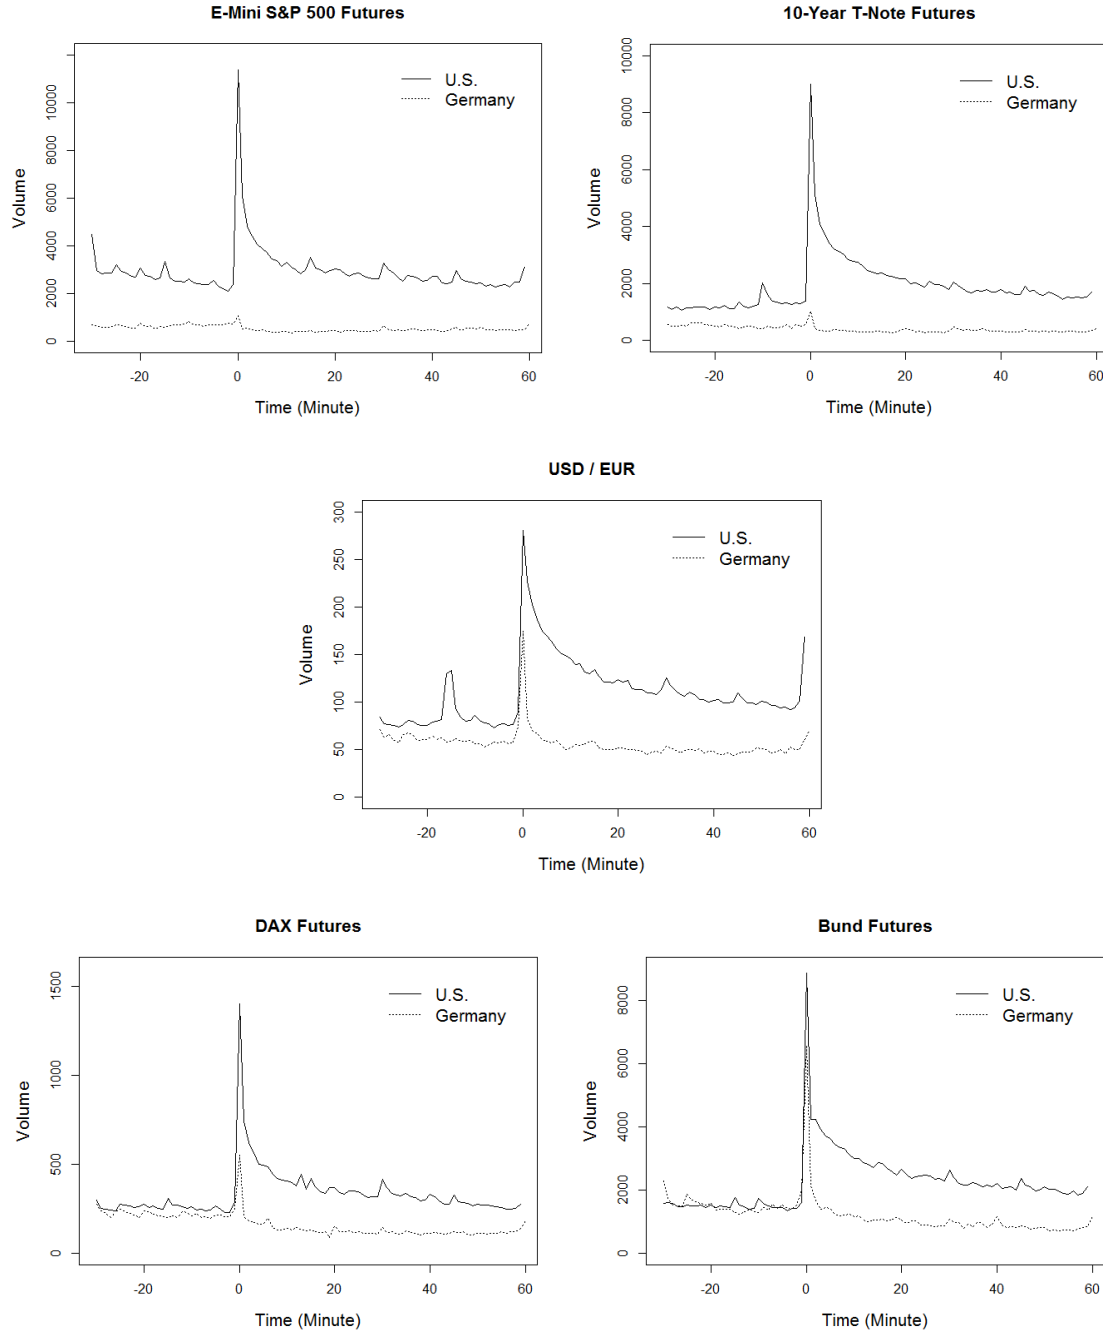 E-Mini S&P 500 Futures
U.S.
Germany
Volume
0
2000
4000
6000
8000
10000
-20
0
20
40
60
Time (Minute)
10-Year T-Note Futures
U.S.
Germany
Volume
0
2000
4000
6000
8000
10000
-20
0
20
40
60
Time (Minute)
USD / EUR
U.S.
Germany
Volume
0
50
100
150
200
250
300
-20
0
20
40
60
Time (Minute)
DAX Futures
U.S.
Germany
Volume
0
500
1000
1500
-20
0
20
40
60
Time (Minute)
Bund Futures
U.S.
Germany
Volume
0
2000
4000
6000
8000
-20
0
20
40
60
Time (Minute)